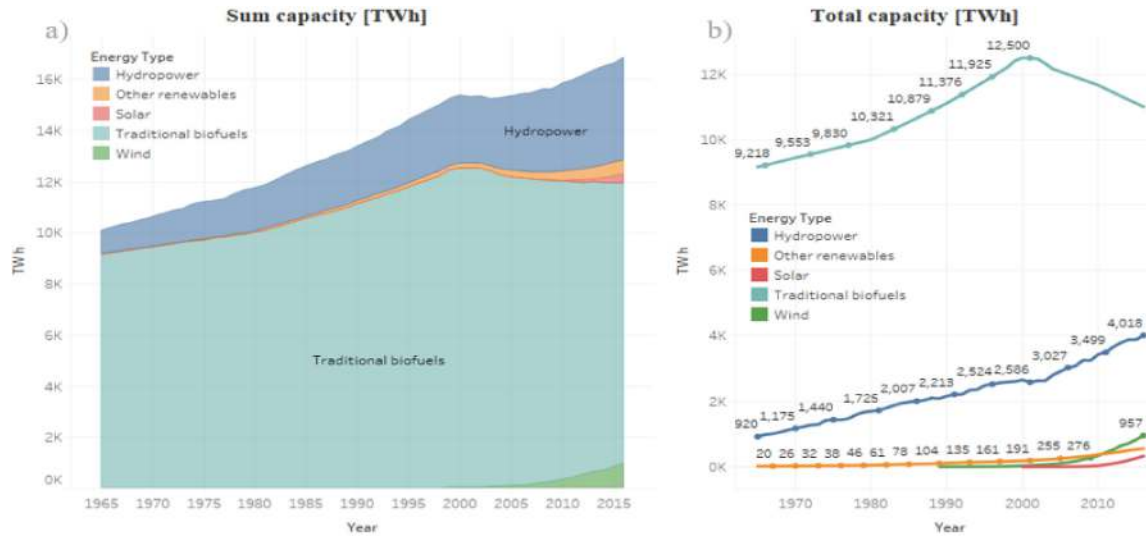 Sum capacity [TWh]
a)
Energy Type
Hydropower
Other renewables
Solar
Traditional biofuels
Wind
16K
14K
12K
10K
8K
6K
4K
2K
0K
TWh
Hydropower
Traditional biofuels
1965 1970 1975 1980 1985 1990 1995 2000 2005 2010 2015
Year
Total capacity [TWh]
b)
12K
10K
8K
6K
4K
2K
0K
TWh
9,218 9,553 9,830 10,321 10,879 11,376 11,925 12,500
Energy Type
Hydropower
Other renewables
Solar
Traditional biofuels
Wind
920 1,175 1,440 1,725 2,007 2,213 2,524 2,586 3,027 3,499 4,018
20 26 32 38 46 61 78 104 135 161 191 255 276 957
1970 1980 1990 2000 2010
Year